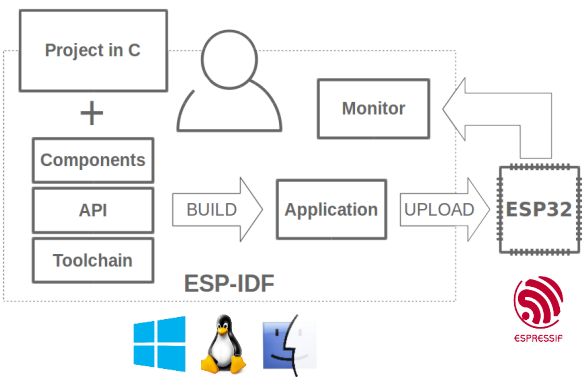 Project in C
+
Components
API
Toolchain
BUILD
Application
UPLOAD
Monitor
ESP32
ESP-IDF
ESPRESSIF